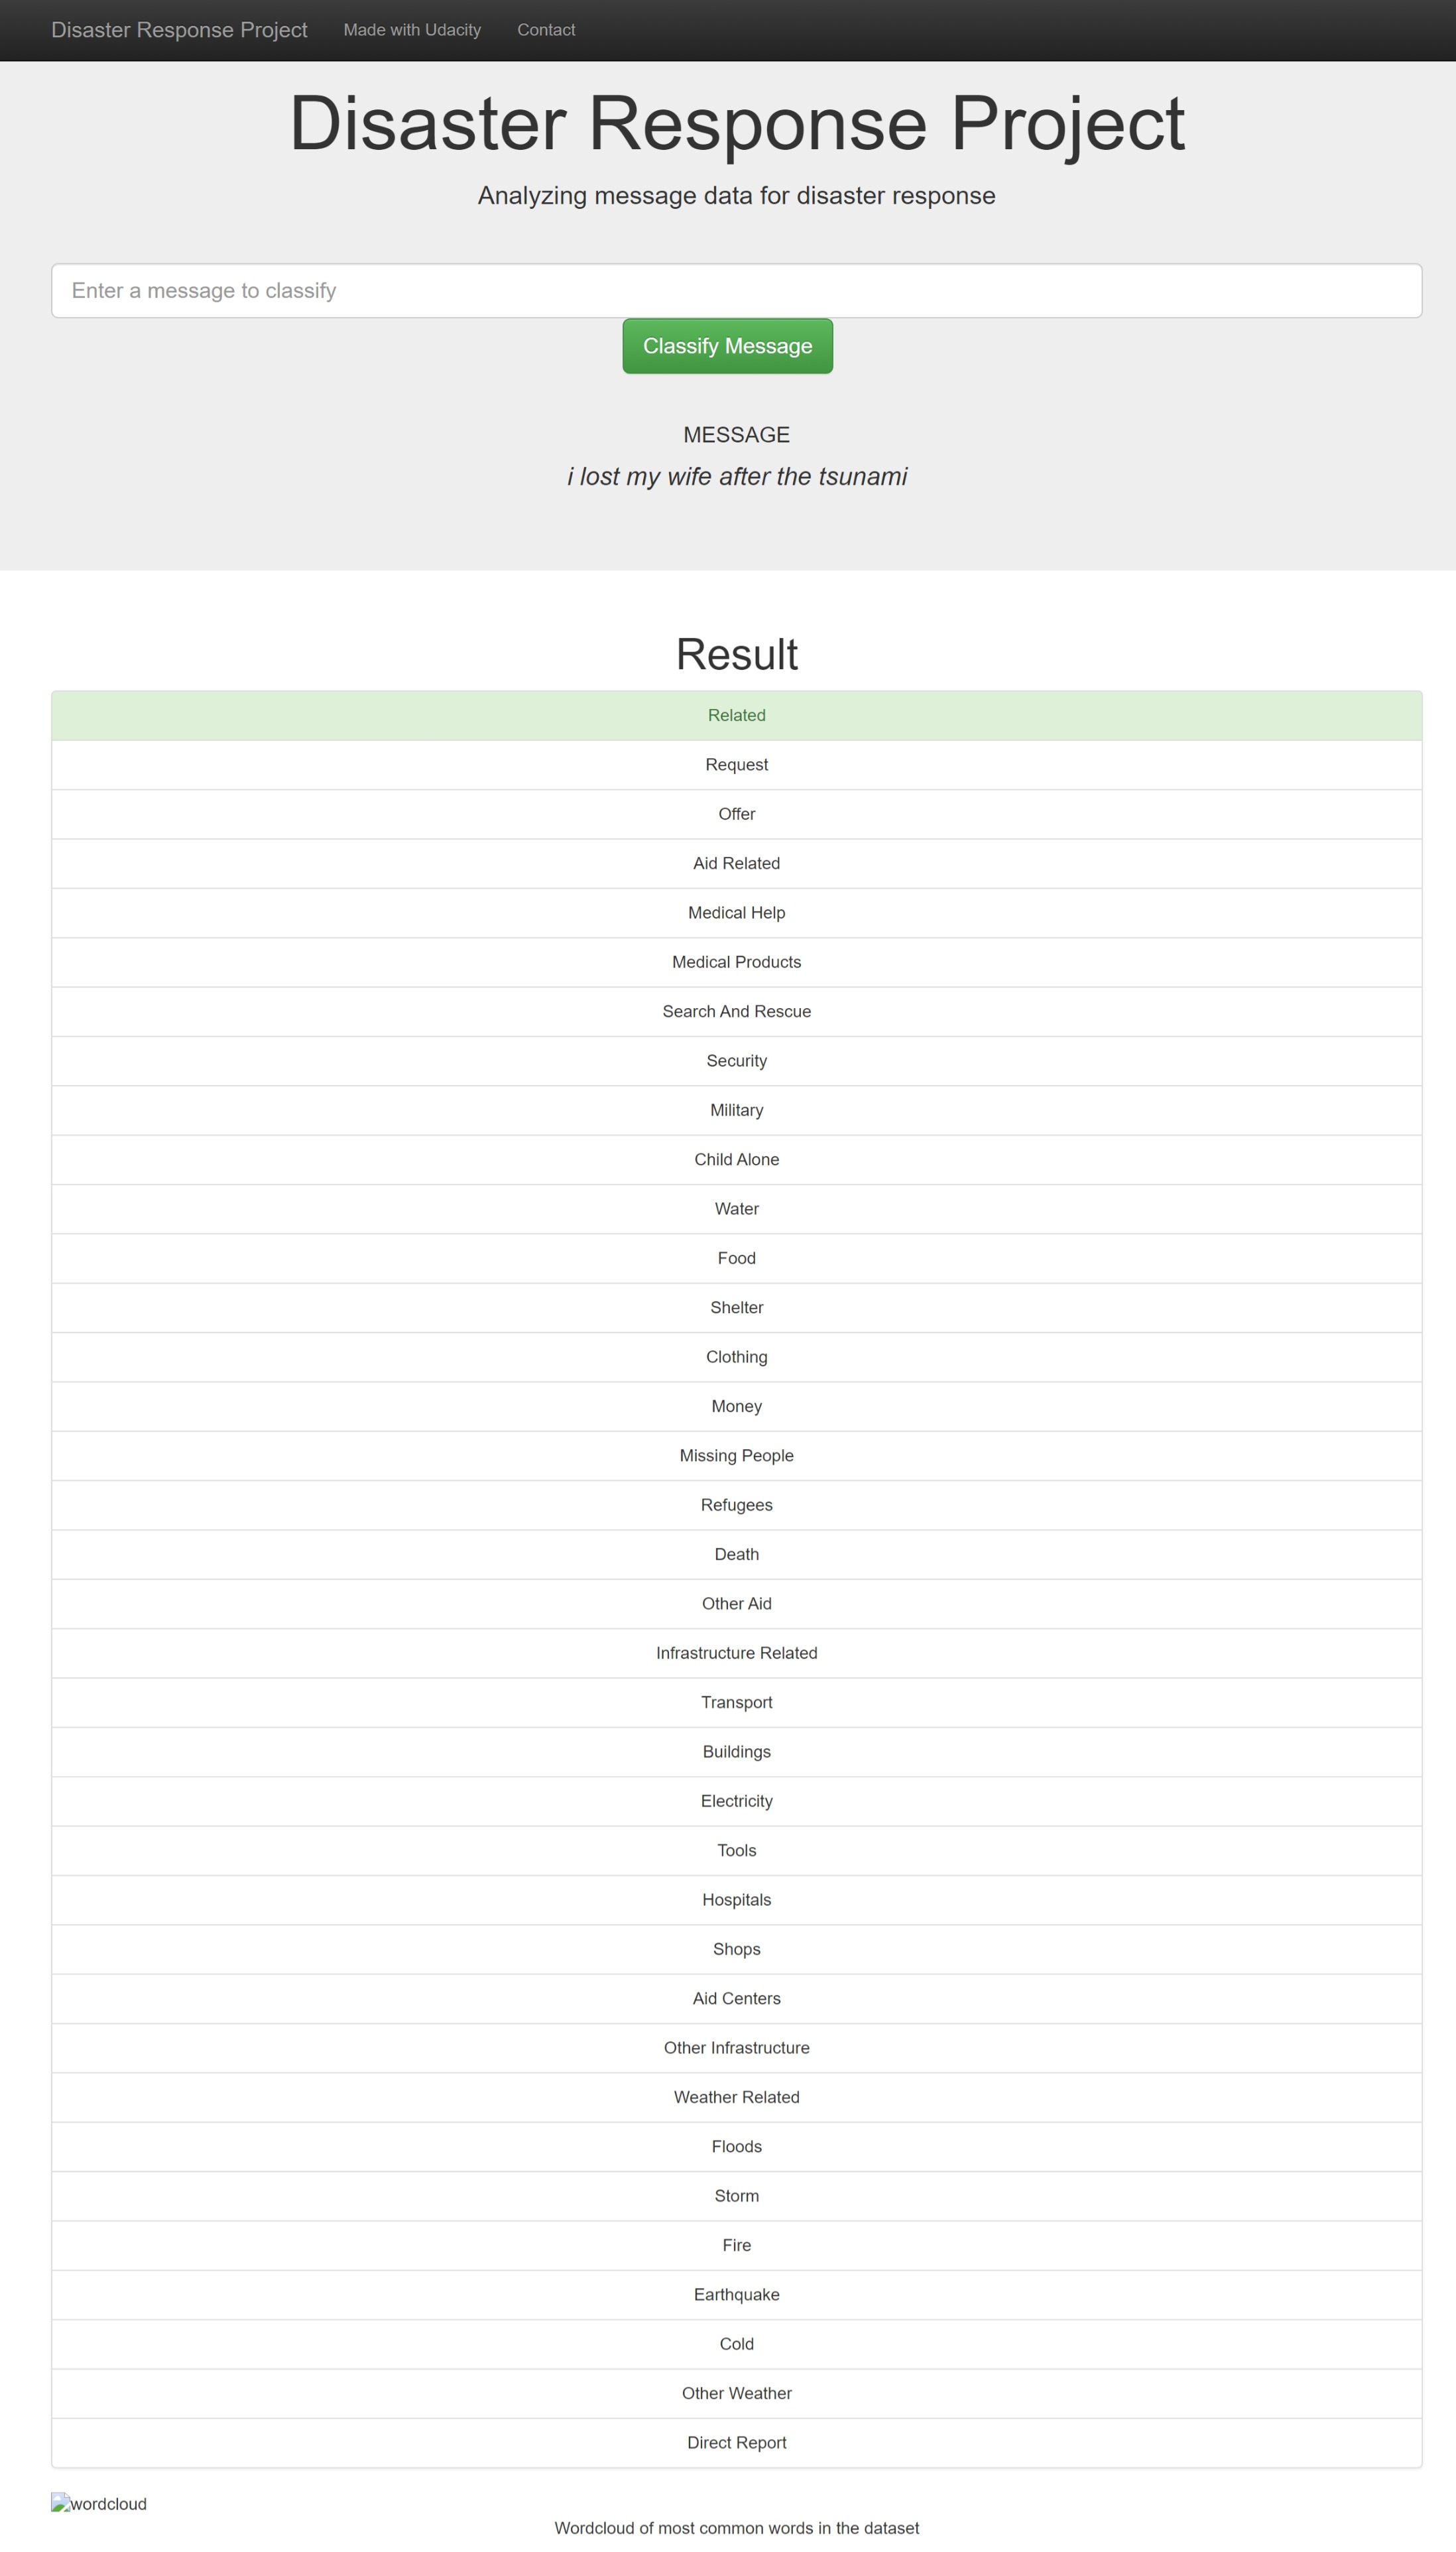 Disaster Response Project Made with Udacity Contact
Disaster Response Project
Analyzing message data for disaster response
Enter a message to classify
Classify Message
MESSAGE
i lost my wife after the tsunami
Result
Related
Request
Offer
Aid Related
Medical Help
Medical Products
Search And Rescue
Security
Military
Child Alone
Water
Food
Shelter
Clothing
Money
Missing People
Refugees
Death
Other Aid
Infrastructure Related
Transport
Buildings
Electricity
Tools
Hospitals
Shops
Aid Centers
Other Infrastructure
Weather Related
Floods
Storm
Fire
Earthquake
Cold
Other Weather
Direct Report
wordcloud
Wordcloud of most common words in the dataset